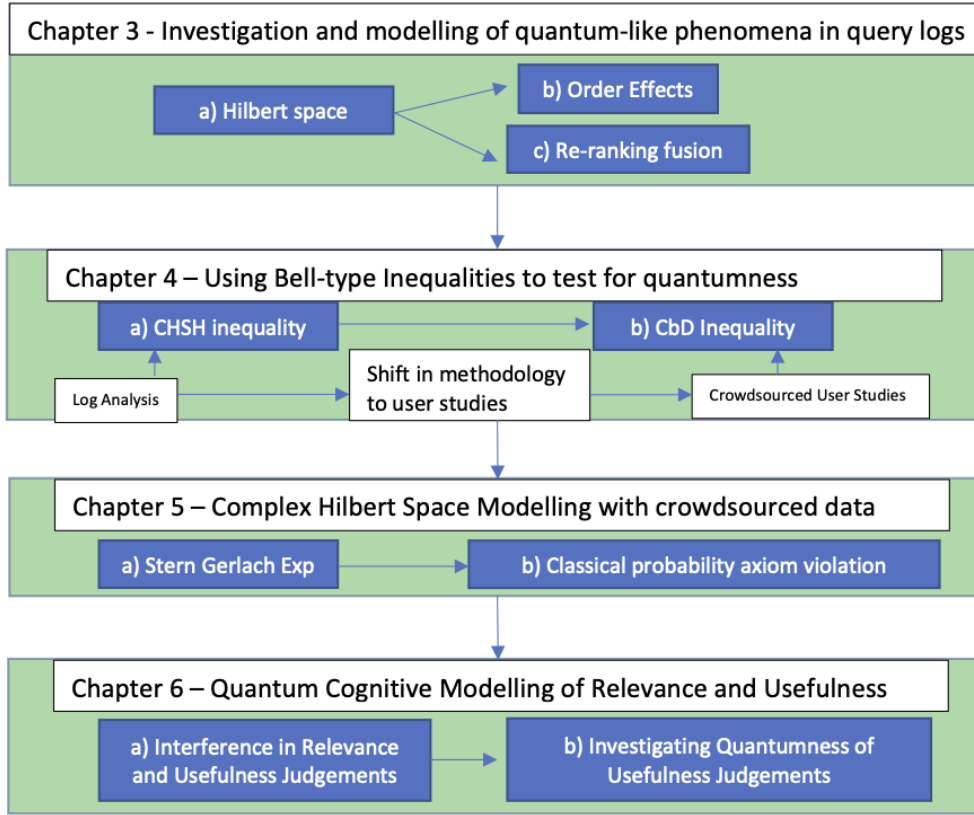 Chapter 3 - Investigation and modelling of quantum-like phenomena in query logs
a) Hilbert space
b) Order Effects
c) Re-ranking fusion
Chapter 4 – Using Bell-type Inequalities to test for quantumness
a) CHSH inequality
b) CbD Inequality
Log Analysis
Shift in methodology
to user studies
Crowdsourced User Studies
Chapter 5 – Complex Hilbert Space Modelling with crowdsourced data
a) Stern Gerlach Exp
b) Classical probability axiom violation
Chapter 6 – Quantum Cognitive Modelling of Relevance and Usefulness
a) Interference in Relevance
and Usefulness Judgements
b) Investigating Quantumness of
Usefulness Judgements